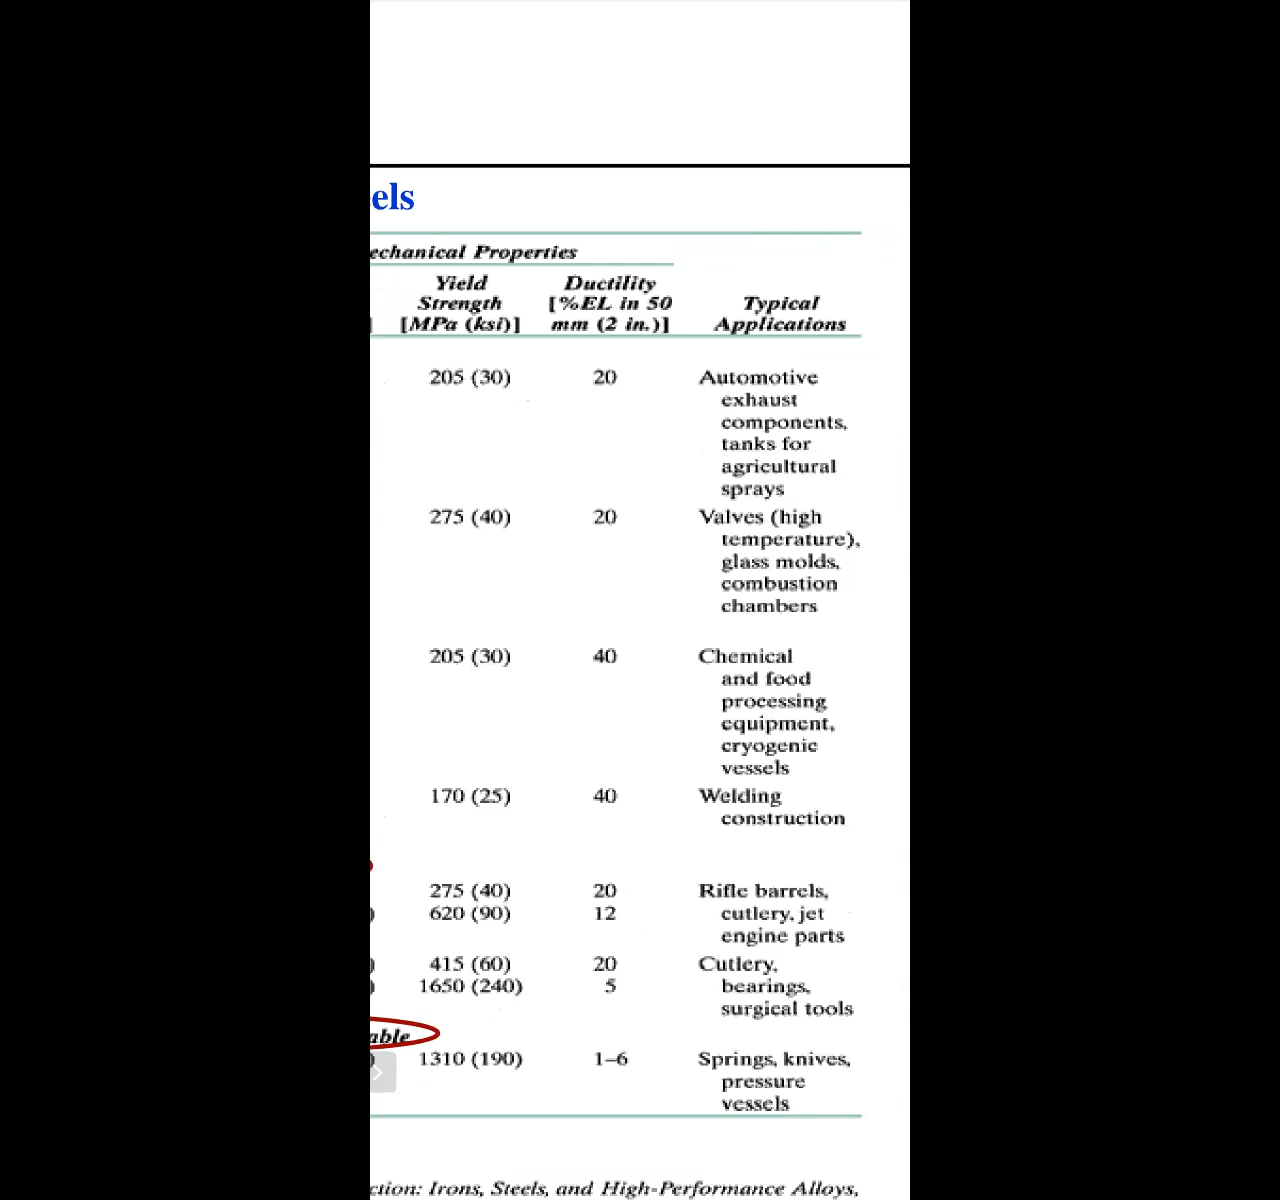 els
echanical Properties
Yield Strength [MPa (ksi)] Ductility [%EL in 50 mm (2 in.)] Typical Applications
205 (30) 20 Automotive
exhaust
components,
tanks for
agricultural
sprays
275 (40) 20 Valves (high
temperature),
glass molds,
combustion
chambers
205 (30) 40 Chemical
and food
processing
equipment,
cryogenic
vessels
170 (25) 40 Welding
construction
275 (40) 20 Rifle barrels,
) 620 (90) 12 cutlery, jet
engine parts
) 415 (60) 20 Cutlery,
) 1650 (240) 5 bearings,
surgical tools
able
) 1310 (190) 1–6 Springs, knives,
pressure
vessels
ction: Irons, Steels, and High-Performance Alloys,